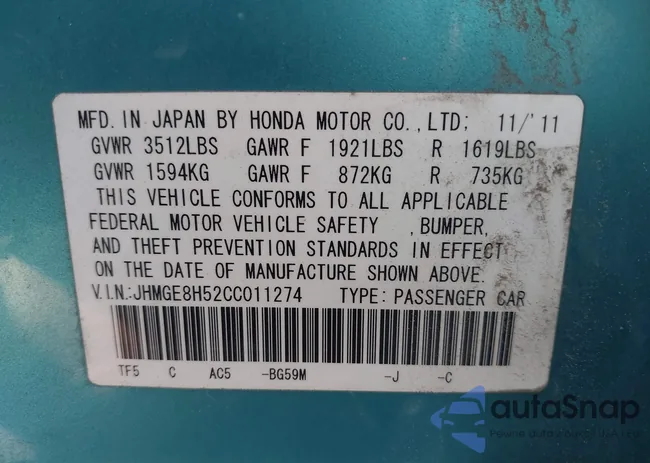 MFD. IN JAPAN BY HONDA MOTOR CO., LTD; 11/'11
GVWR 3512LBS GAWR F 1921LBS R 1619LBS
GVWR 1594KG GAWR F 872KG R 735KG
THIS VEHICLE CONFORMS TO ALL APPLICABLE
FEDERAL MOTOR VEHICLE SAFETY , BUMPER,
AND THEFT PREVENTION STANDARDS IN EFFECT
ON THE DATE OF MANUFACTURE SHOWN ABOVE.
V.I.N.:JHMGE8H52CC011274 TYPE: PASSENGER CAR
TF5 C AC5 -BG59M -J -C
autaSnap